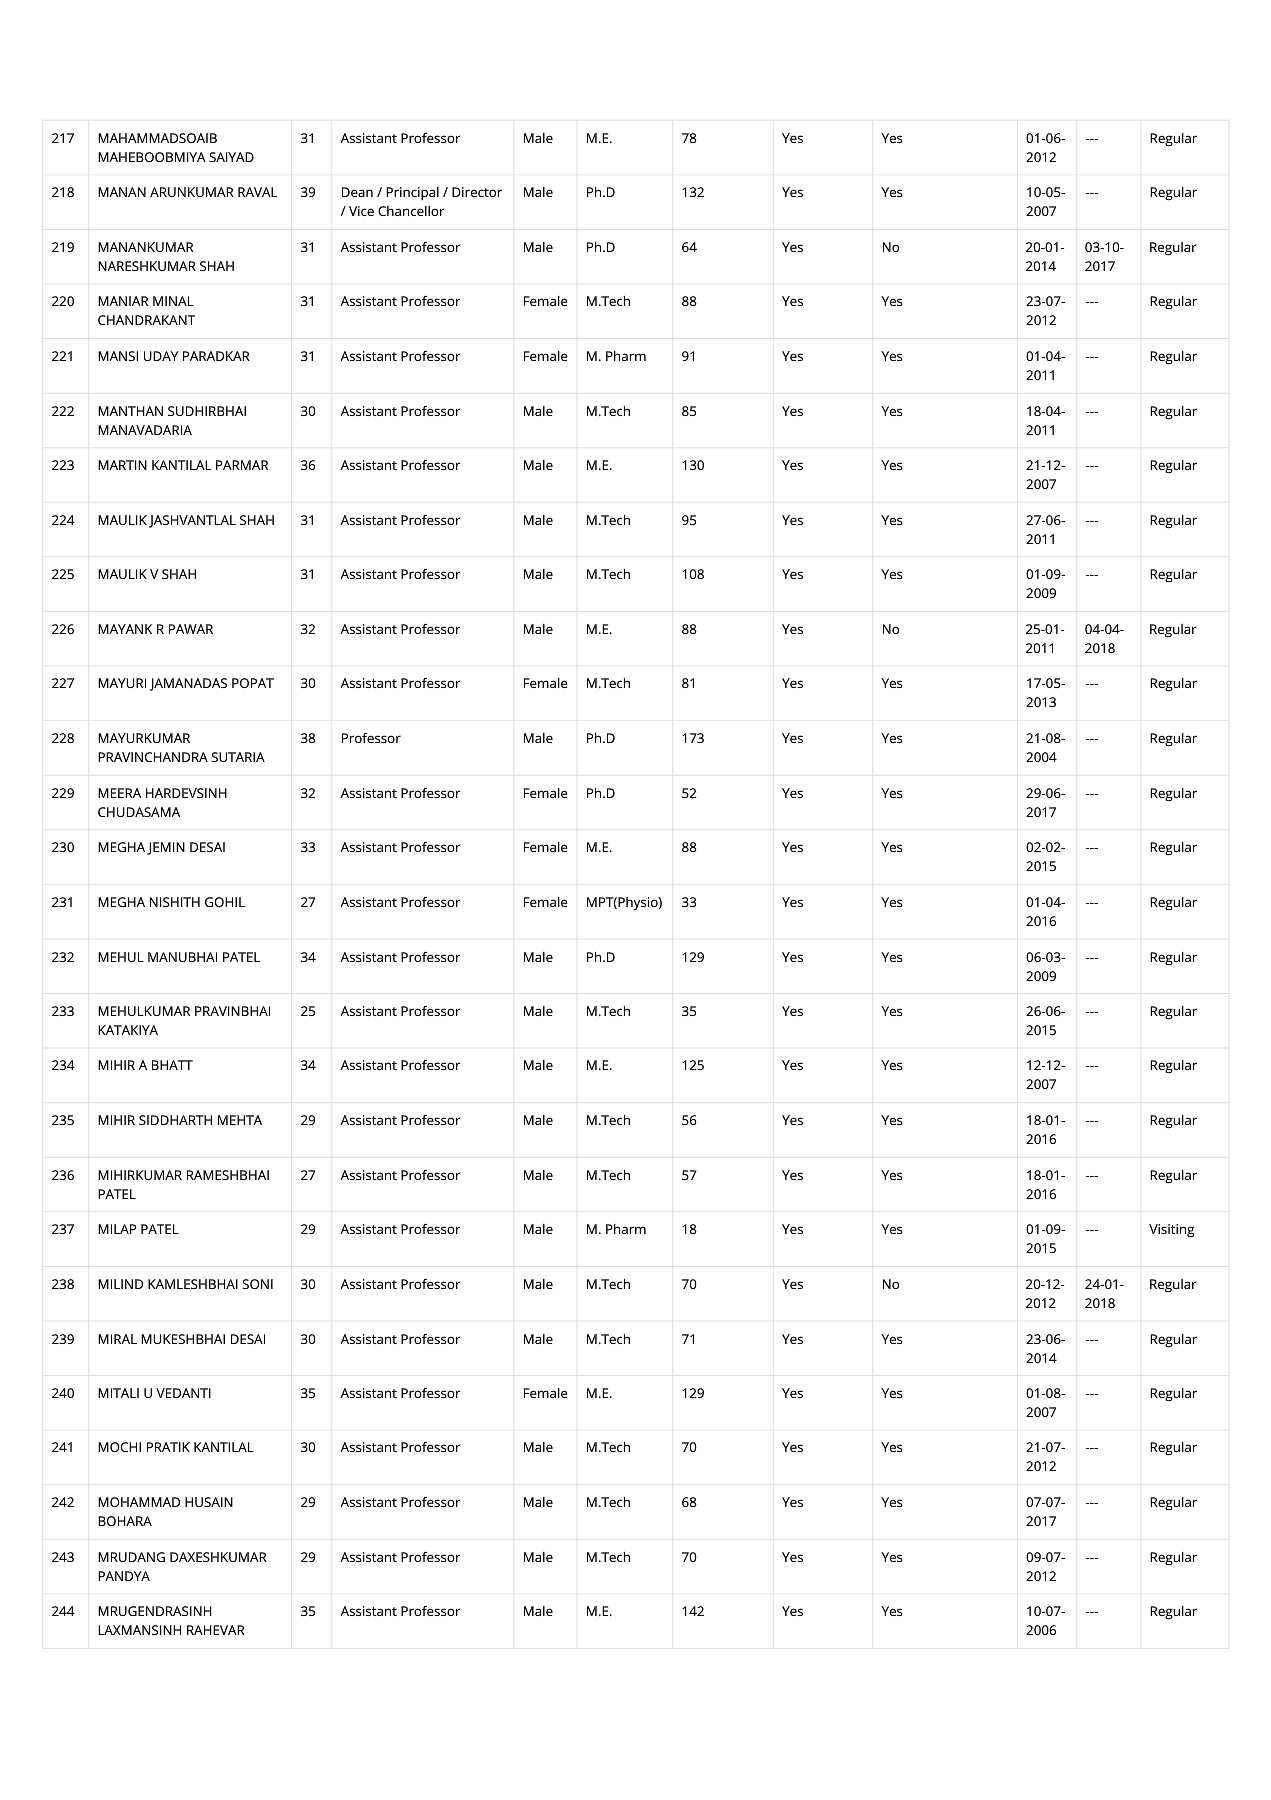 217 MAHAMMADSOAIB 31 Assistant Professor Male M.E. 78 Yes Yes 01-06- --- Regular
MAHEBOOBMIYA SAIYAD 2012
218 MANAN ARUNKUMAR RAVAL 39 Dean / Principal / Director Male Ph.D 132 Yes Yes 10-05- --- Regular
/ Vice Chancellor 2007
219 MANANKUMAR 31 Assistant Professor Male Ph.D 64 Yes No 20-01- 03-10- Regular
NARESHKUMAR SHAH 2014 2017
220 MANIAR MINAL 31 Assistant Professor Female M.Tech 88 Yes Yes 23-07- --- Regular
CHANDRAKANT 2012
221 MANSI UDAY PARADKAR 31 Assistant Professor Female M. Pharm 91 Yes Yes 01-04- --- Regular
2011
222 MANTHAN SUDHIRBHAI 30 Assistant Professor Male M.Tech 85 Yes Yes 18-04- --- Regular
MANAVADARIA 2011
223 MARTIN KANTILAL PARMAR 36 Assistant Professor Male M.E. 130 Yes Yes 21-12- --- Regular
2007
224 MAULIK JASHVANTLAL SHAH 31 Assistant Professor Male M.Tech 95 Yes Yes 27-06- --- Regular
2011
225 MAULIK V SHAH 31 Assistant Professor Male M.Tech 108 Yes Yes 01-09- --- Regular
2009
226 MAYANK R PAWAR 32 Assistant Professor Male M.E. 88 Yes No 25-01- 04-04- Regular
2011 2018
227 MAYURI JAMANADAS POPAT 30 Assistant Professor Female M.Tech 81 Yes Yes 17-05- --- Regular
2013
228 MAYURKUMAR 38 Professor Male Ph.D 173 Yes Yes 21-08- --- Regular
PRAVINCHANDRA SUTARIA 2004
229 MEERA HARDEVSINH 32 Assistant Professor Female Ph.D 52 Yes Yes 29-06- --- Regular
CHUDASAMA 2017
230 MEGHA JEMIN DESAI 33 Assistant Professor Female M.E. 88 Yes Yes 02-02- --- Regular
2015
231 MEGHA NISHITH GOHIL 27 Assistant Professor Female MPT(Physio) 33 Yes Yes 01-04- --- Regular
2016
232 MEHUL MANUBHAI PATEL 34 Assistant Professor Male Ph.D 129 Yes Yes 06-03- --- Regular
2009
233 MEHULKUMAR PRAVINBHAI 25 Assistant Professor Male M.Tech 35 Yes Yes 26-06- --- Regular
KATAKIYA 2015
234 MIHIR A BHATT 34 Assistant Professor Male M.E. 125 Yes Yes 12-12- --- Regular
2007
235 MIHIR SIDDHARTH MEHTA 29 Assistant Professor Male M.Tech 56 Yes Yes 18-01- --- Regular
2016
236 MIHIRKUMAR RAMESHBHAI 27 Assistant Professor Male M.Tech 57 Yes Yes 18-01- --- Regular
PATEL 2016
237 MILAP PATEL 29 Assistant Professor Male M. Pharm 18 Yes Yes 01-09- --- Visiting
2015
238 MILIND KAMLESHBHAI SONI 30 Assistant Professor Male M.Tech 70 Yes No 20-12- 24-01- Regular
2012 2018
239 MIRAL MUKESHBHAI DESAI 30 Assistant Professor Male M.Tech 71 Yes Yes 23-06- --- Regular
2014
240 MITALI U VEDANTI 35 Assistant Professor Female M.E. 129 Yes Yes 01-08- --- Regular
2007
241 MOCHI PRATIK KANTILAL 30 Assistant Professor Male M.Tech 70 Yes Yes 21-07- --- Regular
2012
242 MOHAMMAD HUSAIN 29 Assistant Professor Male M.Tech 68 Yes Yes 07-07- --- Regular
BOHARA 2017
243 MRUDANG DAXESHKUMAR 29 Assistant Professor Male M.Tech 70 Yes Yes 09-07- --- Regular
PANDYA 2012
244 MRUGENDRASINH 35 Assistant Professor Male M.E. 142 Yes Yes 10-07- --- Regular
LAXMANSINH RAHEVAR 2006